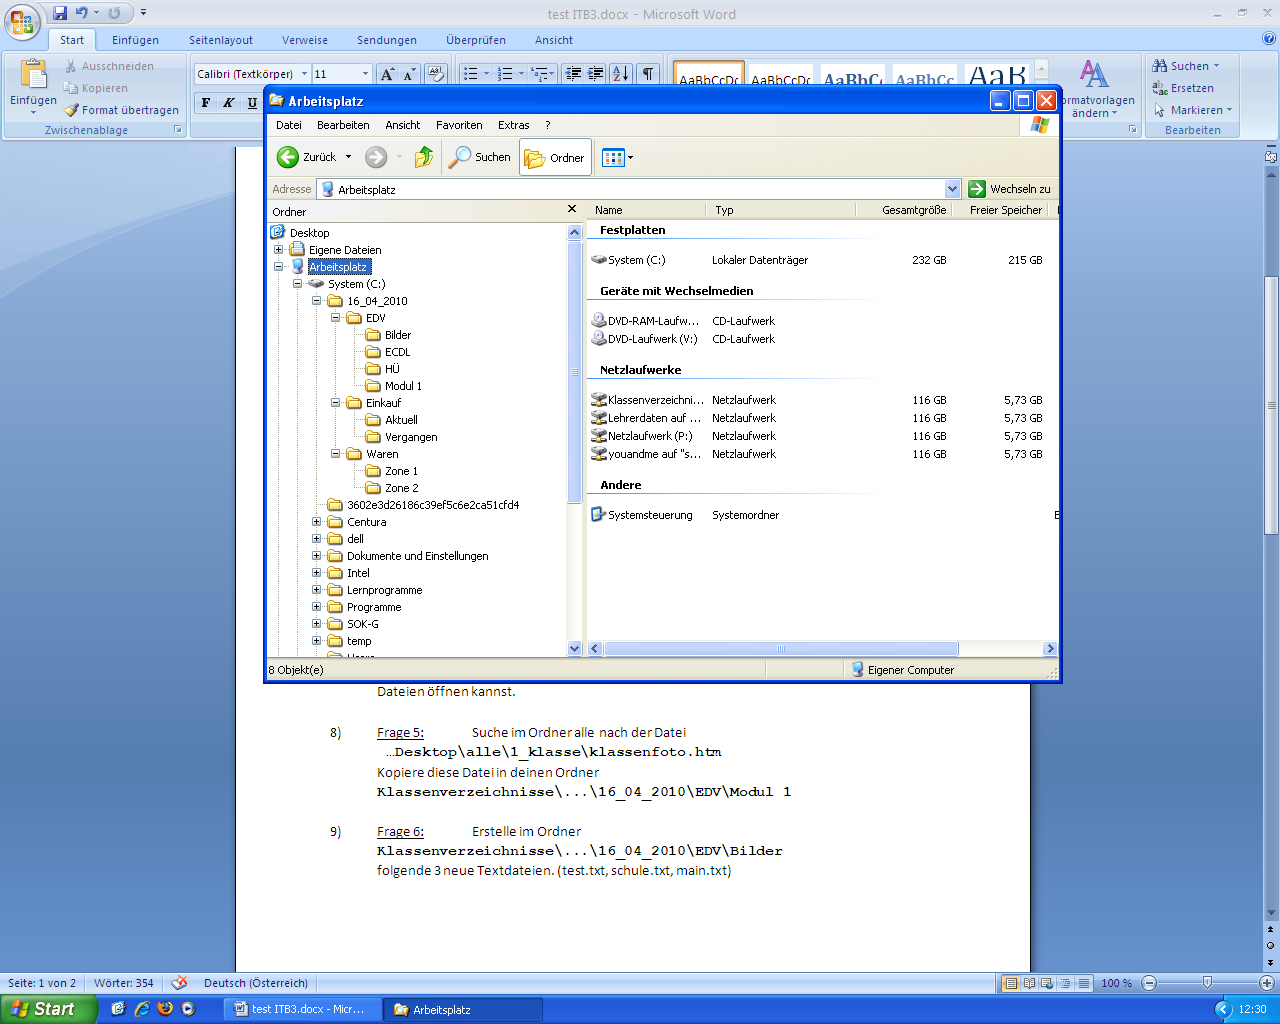 test ITB3.docx - Microsoft Word
Start Einfügen Seitenlayout Verweise Sendungen Überprüfen Ansicht
Einfügen
Ausschneiden
Kopieren
Format übertragen
Zwischenablage
Calibri (Textkörper) 11
F K U
AaBbCcDc AaBbCcDc AaBbCc AaBbCc AaB
ändern
Suchen
Ersetzen
Markieren
Bearbeiten
Arbeitsplatz
Datei Bearbeiten Ansicht Favoriten Extras ?
Zurück Suchen Ordner
Adresse Arbeitsplatz Wechseln zu
Ordner
Desktop
Eigene Dateien
Arbeitsplatz
System (C:)
16_04_2010
EDV
Bilder
ECDL
HÜ
Modul 1
Einkauf
Aktuell
Vergangen
Waren
Zone 1
Zone 2
3602e3d26186c39ef5c6e2ca51cfd4
Centura
dell
Dokumente und Einstellungen
Intel
Lernprogramme
Programme
SOK-G
temp
Name Typ Gesamtgröße Freier Speicher
Festplatten
System (C:) Lokaler Datenträger 232 GB 215 GB
Geräte mit Wechselmedien
DVD-RAM-Laufw... CD-Laufwerk
DVD-Laufwerk (V:) CD-Laufwerk
Netzlaufwerke
Klassenverzeichni... Netzlaufwerk 116 GB 5,73 GB
Lehrerdaten auf ... Netzlaufwerk 116 GB 5,73 GB
Netzlaufwerk (P:) Netzlaufwerk 116 GB 5,73 GB
youandme auf "s... Netzlaufwerk 116 GB 5,73 GB
Andere
Systemsteuerung Systemordner
8 Objekt(e) Eigener Computer
Dateien öffnen kannst.
8) Frage 5: Suche im Ordner alle nach der Datei
…Desktop\alle\1_klasse\klassenfoto.htm
Kopiere diese Datei in deinen Ordner
Klassenverzeichnisse\...\16_04_2010\EDV\Modul 1
9) Frage 6: Erstelle im Ordner
Klassenverzeichnisse\...\16_04_2010\EDV\Bilder
folgende 3 neue Textdateien. (test.txt, schule.txt, main.txt)
Seite: 1 von 2 Wörter: 354 Deutsch (Österreich) 100 %
Start test ITB3.docx - Micr... Arbeitsplatz 12:30